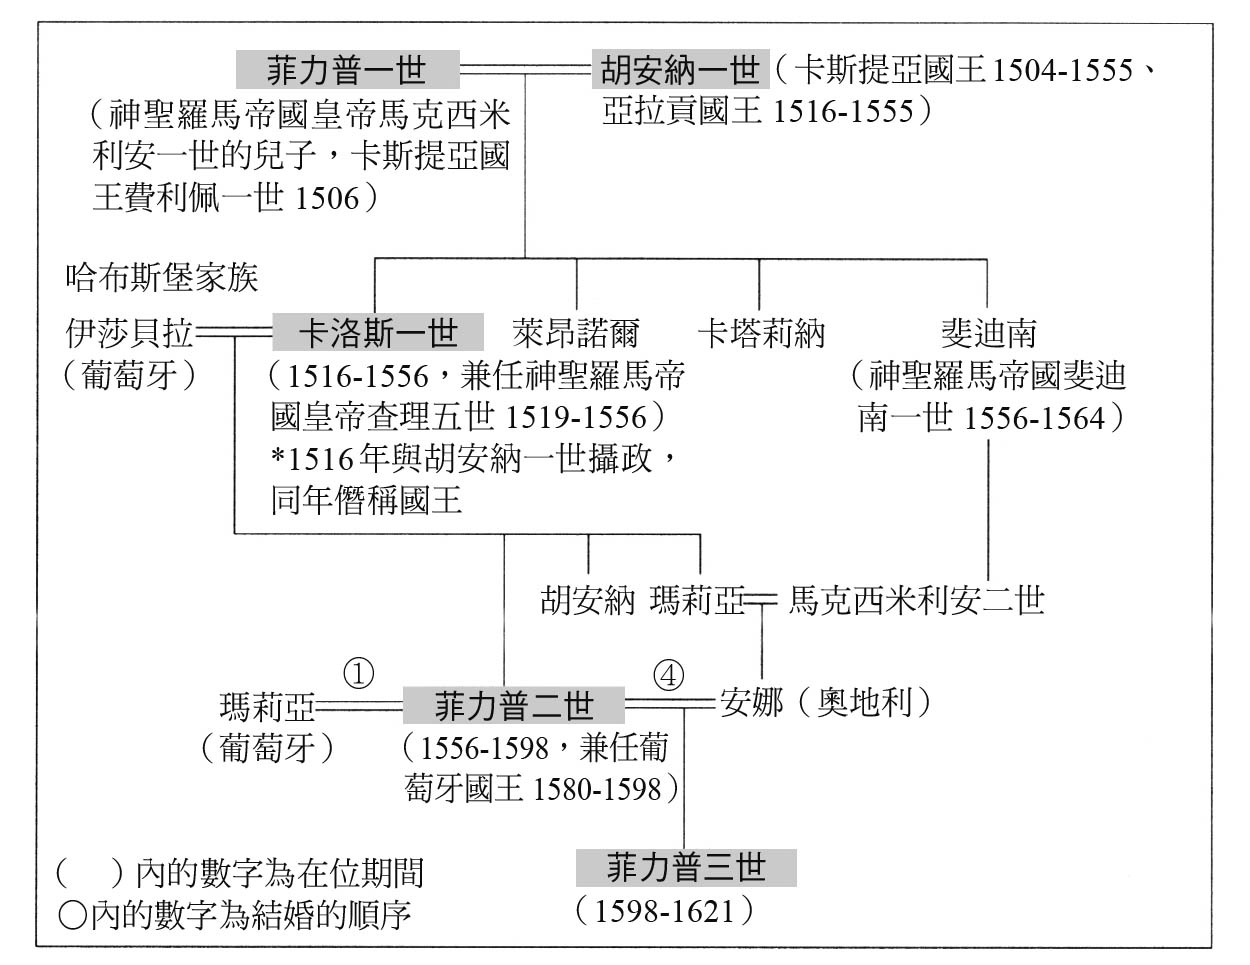 菲力普一世
胡安納一世（卡斯提亞國王1504-1555、
亞拉貢國王 1516-1555）
（神聖羅馬帝國皇帝馬克西米
利安一世的兒子，卡斯提亞國
王費利佩一世 1506）
哈布斯堡家族
伊莎貝拉
（葡萄牙）
卡洛斯一世
（1516-1556，兼任神聖羅馬帝
國皇帝查理五世 1519-1556）
*1516年與胡安納一世攝政，
同年僭稱國王
萊昂諾爾
卡塔莉納
斐迪南
（神聖羅馬帝國斐迪
南一世 1556-1564）
胡安納
瑪莉亞
馬克西米利安二世
①
④
瑪莉亞
（葡萄牙）
菲力普二世
（1556-1598，兼任葡
萄牙國王 1580-1598）
安娜（奧地利）
菲力普三世
（1598-1621）
（　）內的數字為在位期間
○內的數字為結婚的順序